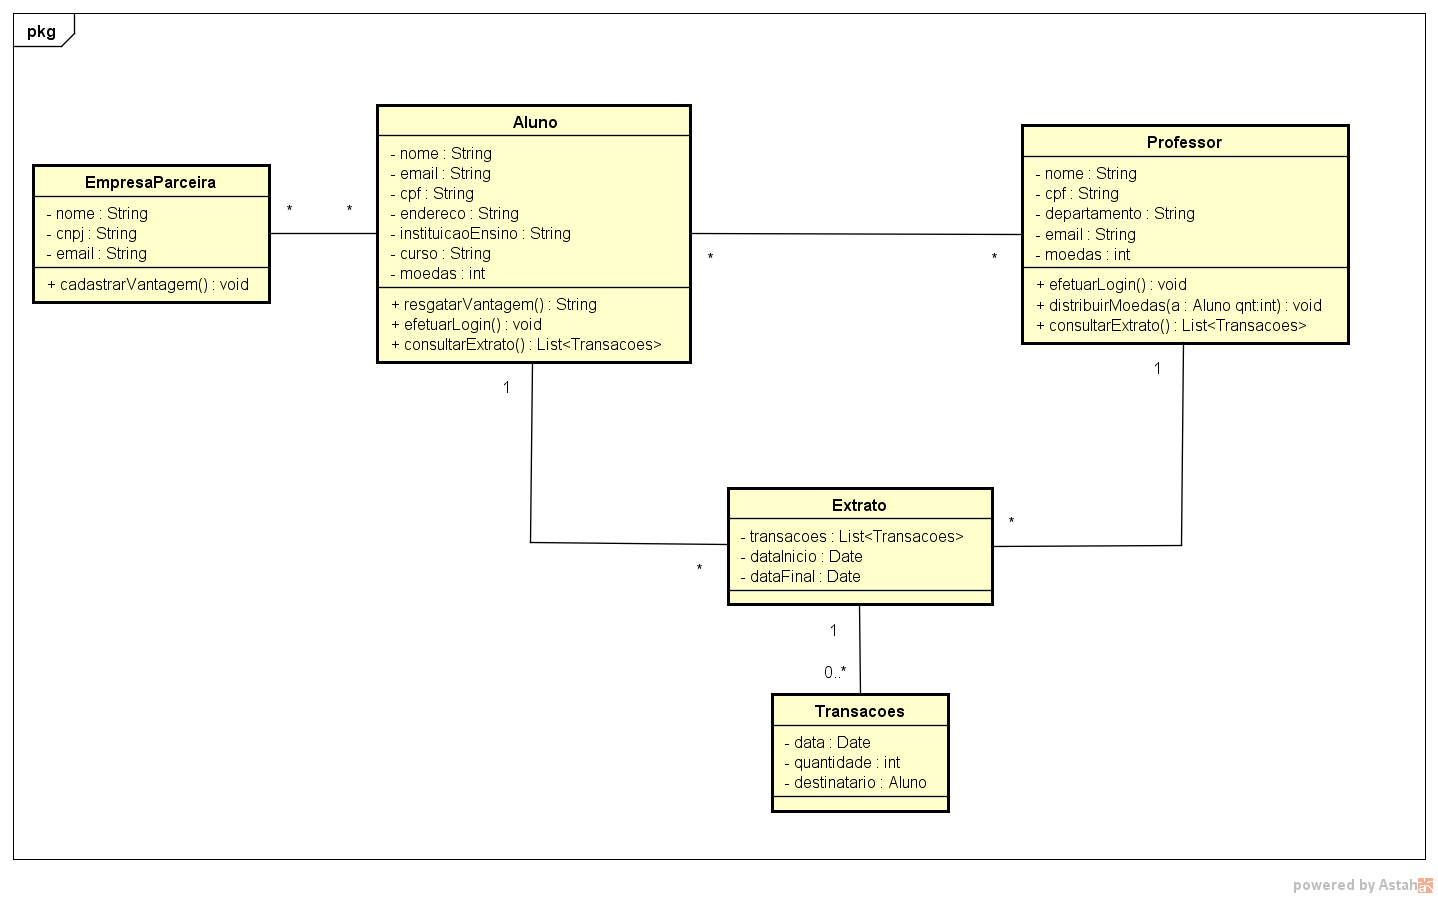 pkg
EmpresaParceira
- nome : String
- cnpj : String
- email : String
+ cadastrarVantagem() : void
*
*
Aluno
- nome : String
- email : String
- cpf : String
- endereco : String
- instituicaoEnsino : String
- curso : String
- moedas : int
+ resgatarVantagem() : String
+ efetuarLogin() : void
+ consultarExtrato() : List<Transacoes>
*
*
Professor
- nome : String
- cpf : String
- departamento : String
- email : String
- moedas : int
+ efetuarLogin() : void
+ distribuirMoedas(a : Aluno qnt:int) : void
+ consultarExtrato() : List<Transacoes>
1
1
*
*
Extrato
- transacoes : List<Transacoes>
- dataInicio : Date
- dataFinal : Date
1
0..*
Transacoes
- data : Date
- quantidade : int
- destinatario : Aluno
powered by Astah